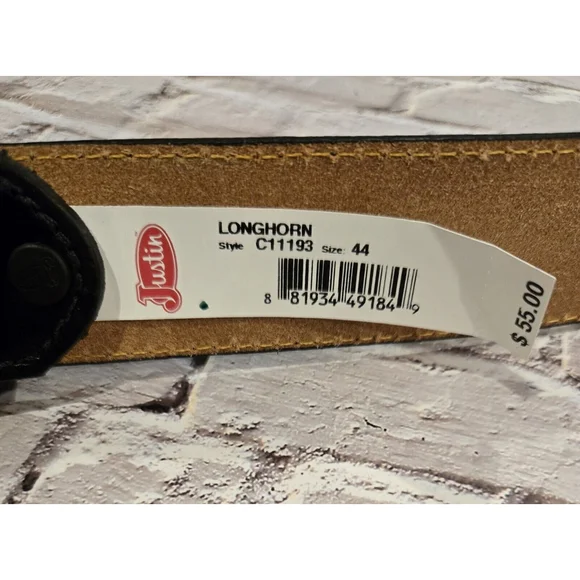 Justin
LONGHORN
Style C11193 Size: 44
8 81934 49184 9
$ 55.00